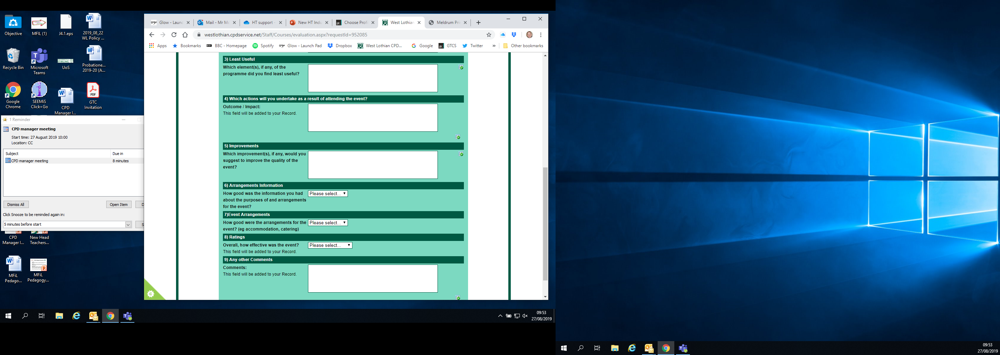 Objective
MFIL (1)
J4.1.eps
2019_08_22
WL Policy ...
Recycle Bin
Microsoft
Teams
UNIVERSITY of
STIRLING
UoS
Probatione...
2019-20 (A...
Google
Chrome
SEEMiS
Click+Go
CPD
Manager I...
PDF
GTC
Invitation
1 Reminder
CPD manager meeting
Start time: 27 August 2019 10:00
Location: CC
Subject
Due in
CPD manager meeting
8 minutes
Dismiss All
Open Item
D
Click Snooze to be reminded again in:
5 minutes before start
S
CPD
Manager I...
New Head
Teachers...
MFiL
Pedago...
MFiL
Pedagogy...
Glow - Launc
Mail - Mr Mc
HT support -
New HT Indu
Choose Profi
West Lothian
Meldrum Pri
westlothian.cpdservice.net/Staff/Courses/evaluation.aspx?requestId=952085
Apps
Bookmarks
BBC - Homepage
Spotify
Glow - Launch Pad
Dropbox
West Lothian CPD...
Google
GTCS
Twitter
»
Other bookmarks
3) Least Useful
Which element(s), if any, of the
programme did you find least useful?
4) Which actions will you undertake as a result of attending the event?
Outcome / Impact:
This field will be added to your Record.
5) Improvements
Which improvement(s), if any, would you
suggest to improve the quality of the
event?
6) Arrangements Information
How good was the information you had
about the purposes of and arrangements
for the event?
Please select...
7)Event Arrangements
How good were the arrangements for the
event? (eg accommodation, catering)
Please select...
8) Ratings
Overall, how effective was the event?
This field will be added to your Record.
Please select...
9) Any other Comments
Comments:
This field will be added to your Record.
09:53
27/08/2019
09:53
27/08/2019